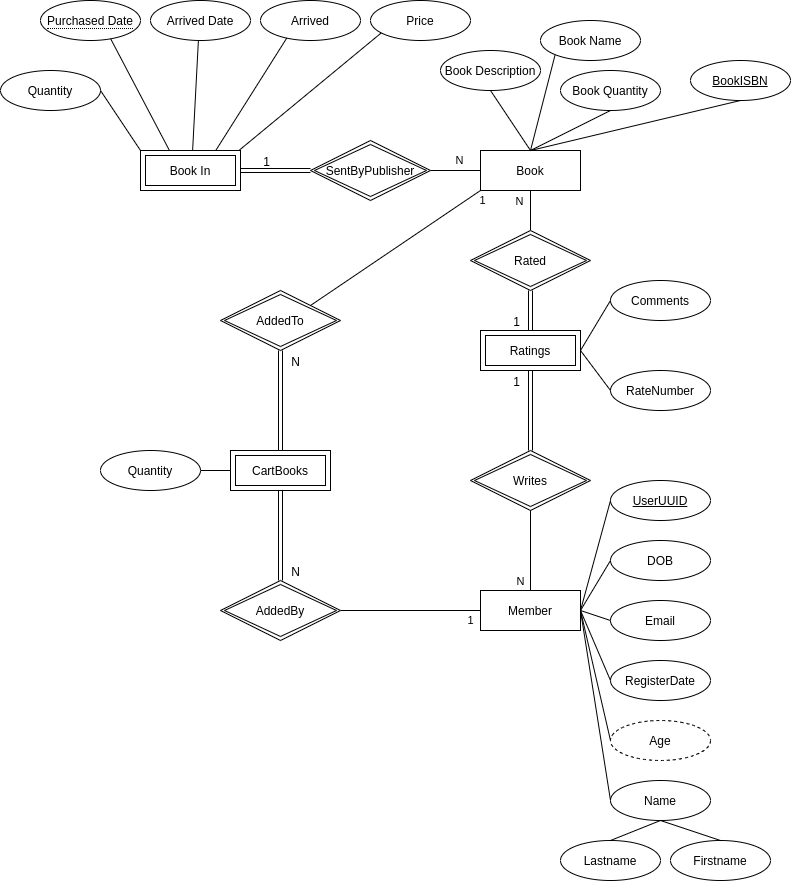 Purchased Date
Arrived Date
Arrived
Price
Quantity
Book Name
Book Description
Book Quantity
BookISBN
Book In
1
SentByPublisher
N
Book
1
N
Rated
AddedTo
Comments
1
Ratings
N
1
RateNumber
Quantity
CartBooks
Writes
UserUUID
DOB
N
N
AddedBy
1
Member
Email
RegisterDate
Age
Name
Lastname
Firstname